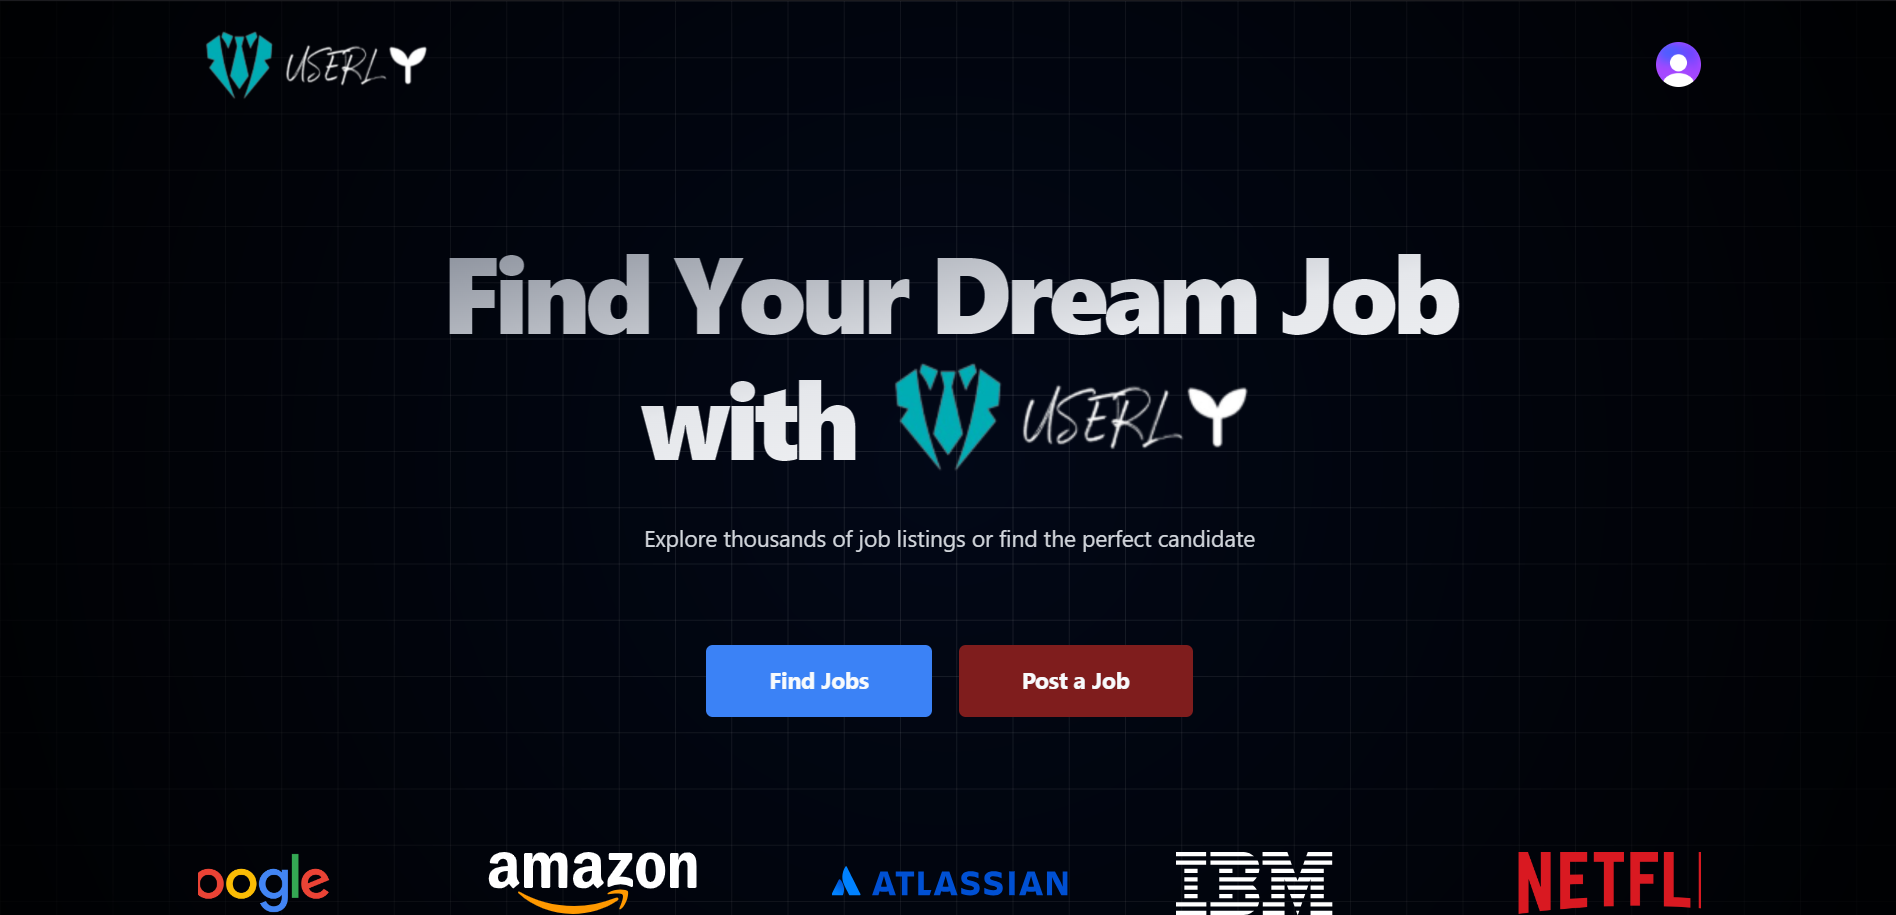 USERLY
Find Your Dream Job
with USERLY
Explore thousands of job listings or find the perfect candidate
Find Jobs
Post a Job
oogle
amazon
ATLASSIAN
IBM
NETFL